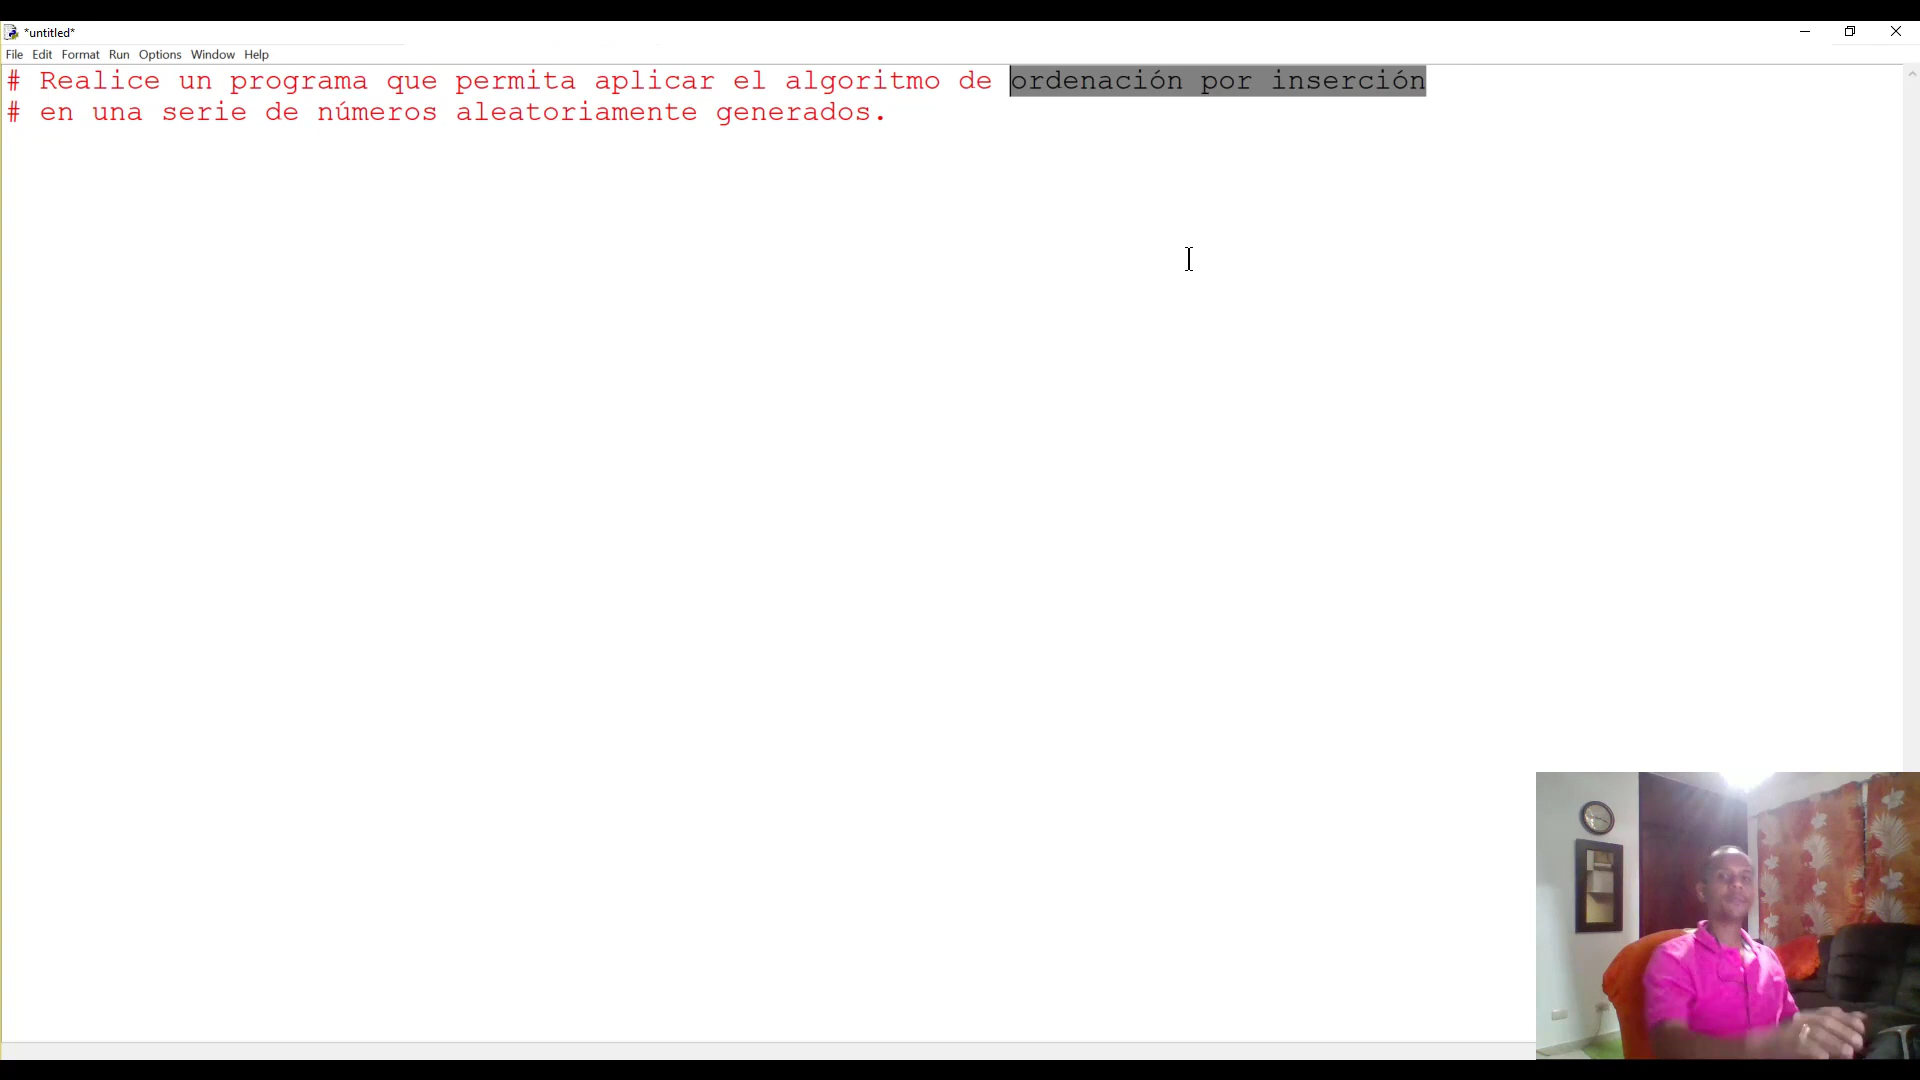 *untitled*
File Edit Format Run Options Window Help
# Realice un programa que permita aplicar el algoritmo de ordenación por inserción
# en una serie de números aleatoriamente generados.